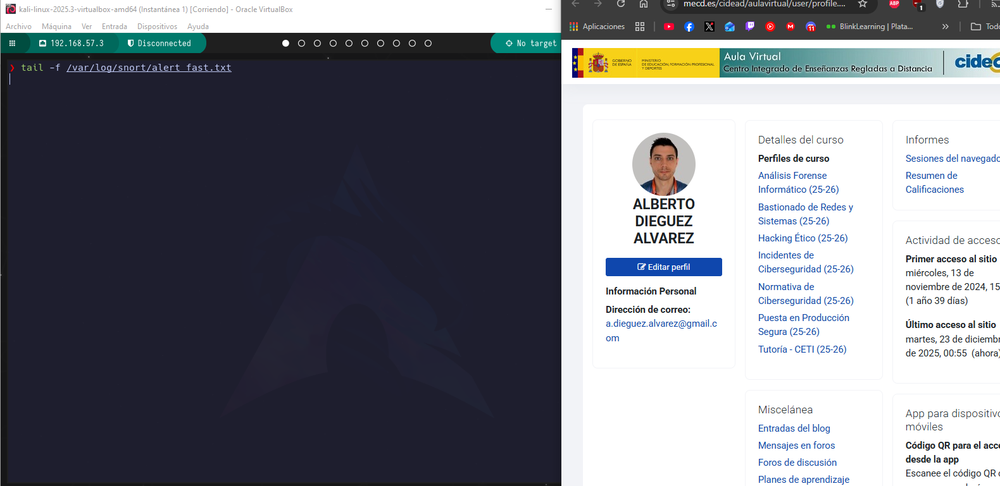 kali-linux-2025.3-virtualbox-amd64 (Instantánea 1) [Corriendo] - Oracle VirtualBox
Archivo Máquina Ver Entrada Dispositivos Ayuda
192.168.57.3 Disconnected No target
❯ tail -f /var/log/snort/alert_fast.txt
mecd.es/cidead/aulavirtual/user/profile....
ABP
1
Aplicaciones
11
BlinkLearning | Plata...
»
GOBIERNO
DE ESPAÑA
MINISTERIO
DE EDUCACIÓN, FORMACIÓN PROFESIONAL
Y DEPORTES
Aula Virtual
Centro Integrado de Enseñanzas Regladas a Distancia
ALBERTO
DIEGUEZ
ALVAREZ
Editar perfil
Información Personal
Dirección de correo:
a.dieguez.alvarez@gmail.c
om
Detalles del curso
Perfiles de curso
Análisis Forense
Informático (25-26)
Bastionado de Redes y
Sistemas (25-26)
Hacking Ético (25-26)
Incidentes de
Ciberseguridad (25-26)
Normativa de
Ciberseguridad (25-26)
Puesta en Producción
Segura (25-26)
Tutoría - CETI (25-26)
Miscelánea
Entradas del blog
Mensajes en foros
Foros de discusión
Planes de aprendizaje
Informes
Sesiones del navegado
Resumen de
Calificaciones
Actividad de acceso
Primer acceso al sitio
miércoles, 13 de
noviembre de 2024, 15
(1 año 39 días)
Último acceso al sitio
martes, 23 de diciembr
de 2025, 00:55 (ahora)
App para dispositivo
móviles
Código QR para el acce
desde la app
Escanee el código QR